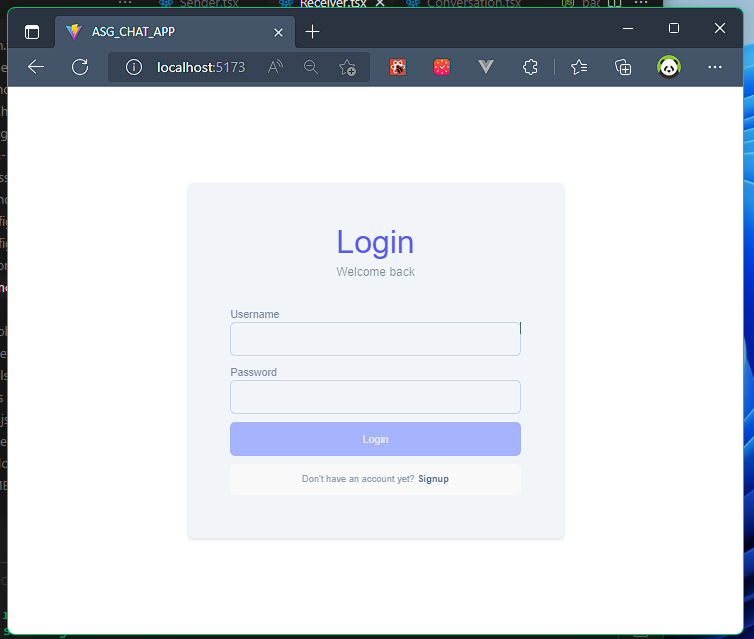 Sender.tsx Receiver.tsx Conversation.tsx
ASG_CHAT_APP
localhost:5173
Login
Welcome back
Username
Password
Login
Don't have an account yet? Signup